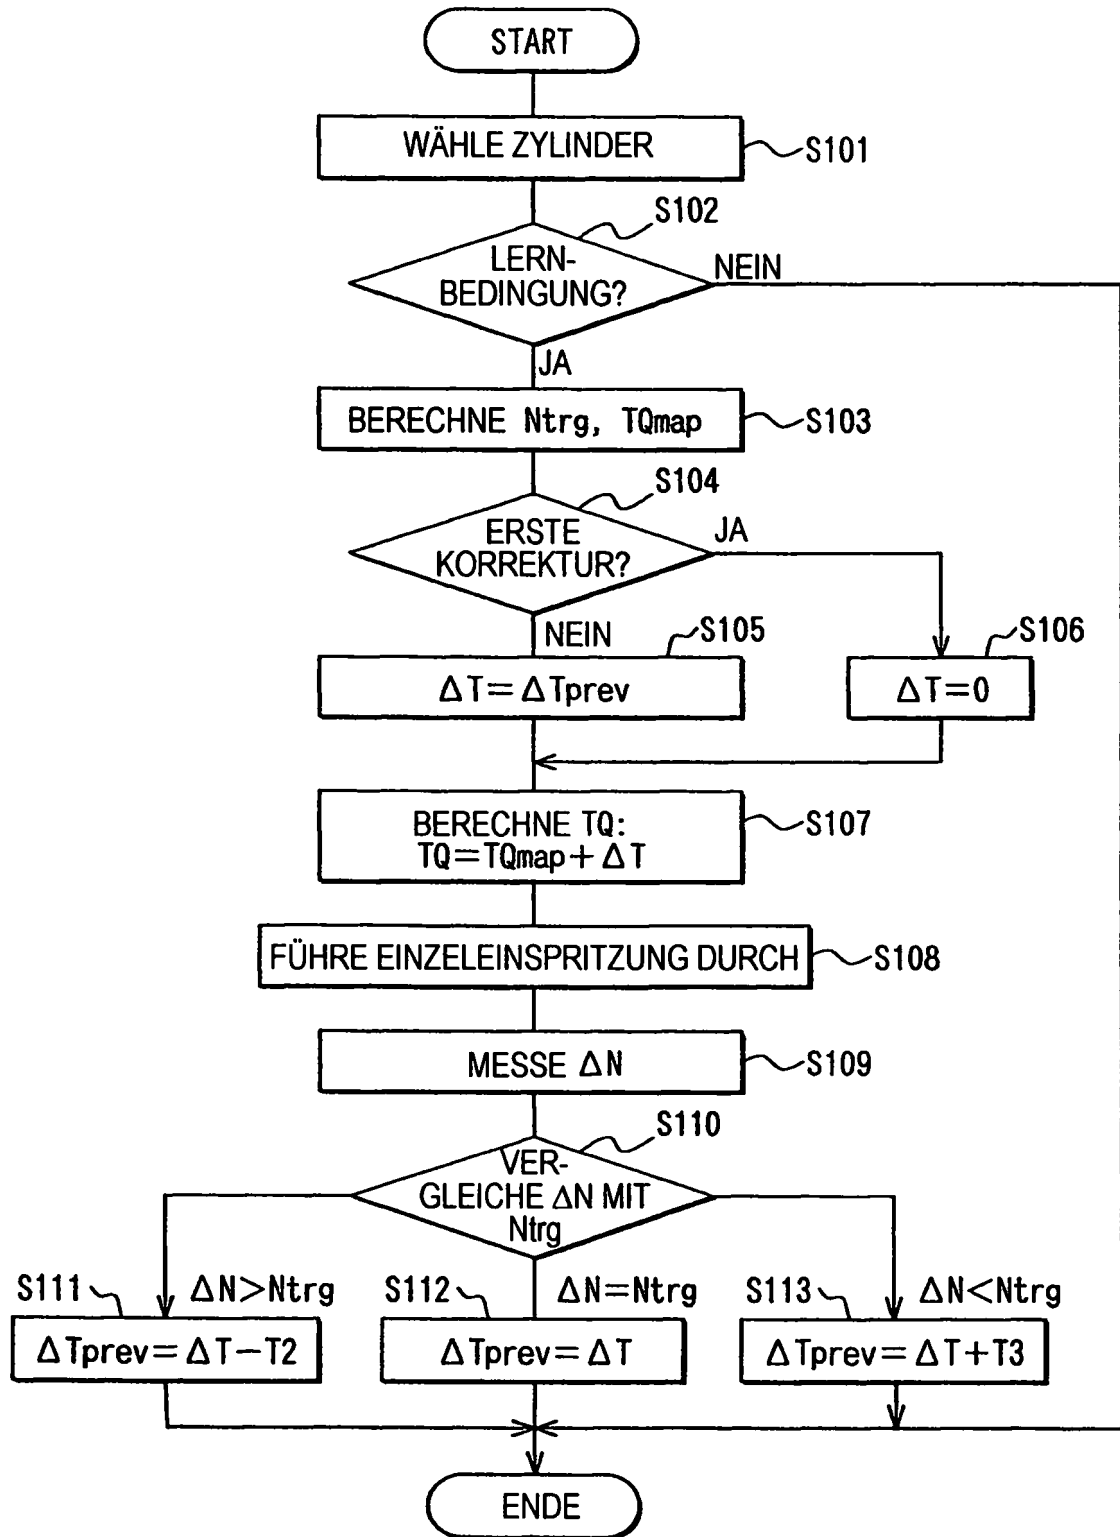 START
WÄHLE ZYLINDER
S101
S102
LERN-
BEDINGUNG?
NEIN
JA
BERECHNE Ntrg, TQmap
S103
S104
ERSTE
KORREKTUR?
JA
NEIN
S105
S106
ΔT=ΔTprev
ΔT=0
BERECHNE TQ:
TQ=TQmap+ΔT
S107
FÜHRE EINZELEINSPRITZUNG DURCH
S108
MESSE ΔN
S109
S110
VER-
GLEICHE ΔN MIT
Ntrg
S111
ΔN>Ntrg
S112
ΔN=Ntrg
S113
ΔN<Ntrg
ΔTprev=ΔT-T2
ΔTprev=ΔT
ΔTprev=ΔT+T3
ENDE